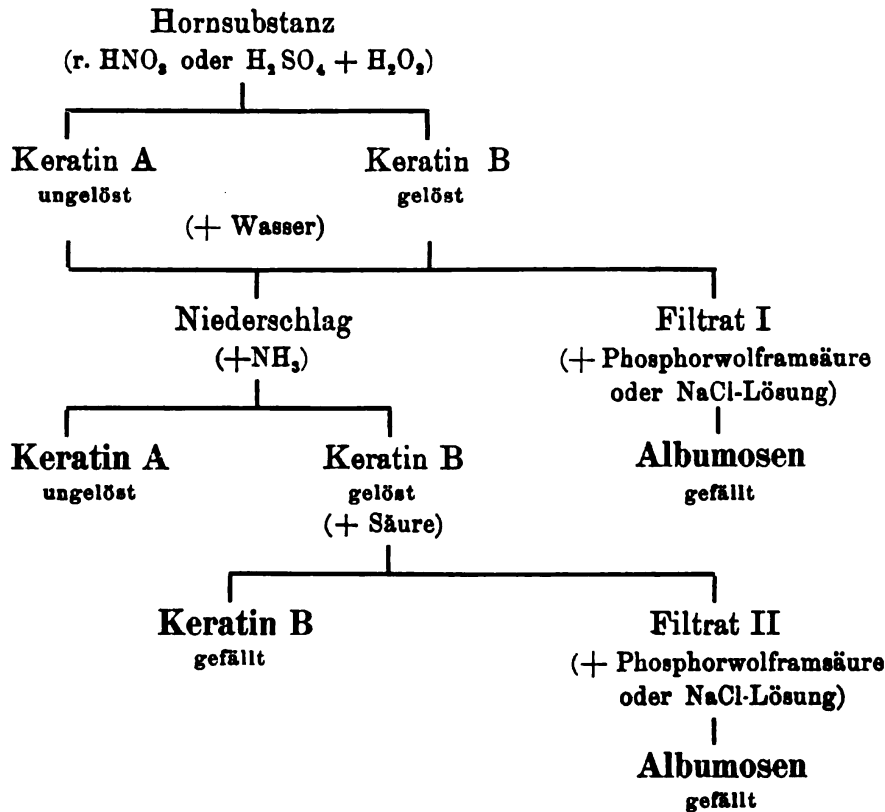 Hornsubstanz
(r. HNO₃ oder H₂SO₄ + H₂O₂)
Keratin A
ungelöst
Keratin B
gelöst
(+ Wasser)
Niederschlag
(+NH₃)
Filtrat I
(+ Phosphorwolframsäure
oder NaCl-Lösung)
Keratin A
ungelöst
Keratin B
gelöst
(+ Säure)
Albumosen
gefällt
Keratin B
gefällt
Filtrat II
(+ Phosphorwolframsäure
oder NaCl-Lösung)
Albumosen
gefällt